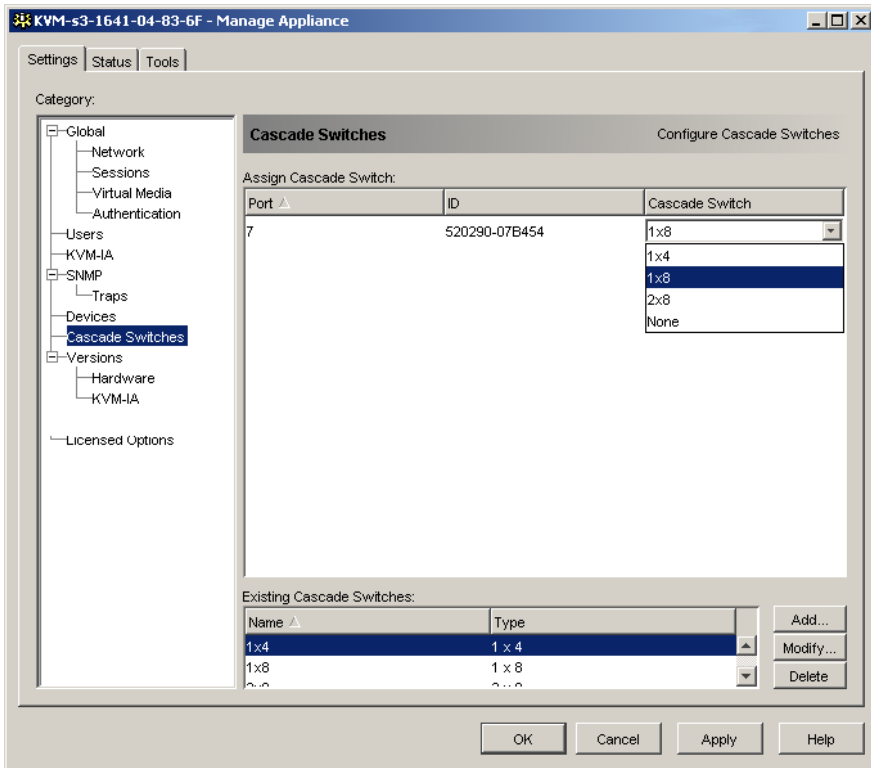 KVM-s3-1641-04-83-6F - Manage Appliance
Settings
Status
Tools
Category:
Global
Network
Sessions
Virtual Media
Authentication
Users
KVM-IA
SNMP
Traps
Devices
Cascade Switches
Versions
Hardware
KVM-IA
Licensed Options
Cascade Switches
Configure Cascade Switches
Assign Cascade Switch:
Port ID Cascade Switch
7 520290-07B454 1x8
1x4
1x8
2x8
None
Existing Cascade Switches:
Name Type
1x4 1 x 4
1x8 1 x 8
Add...
Modify...
Delete
OK Cancel Apply Help